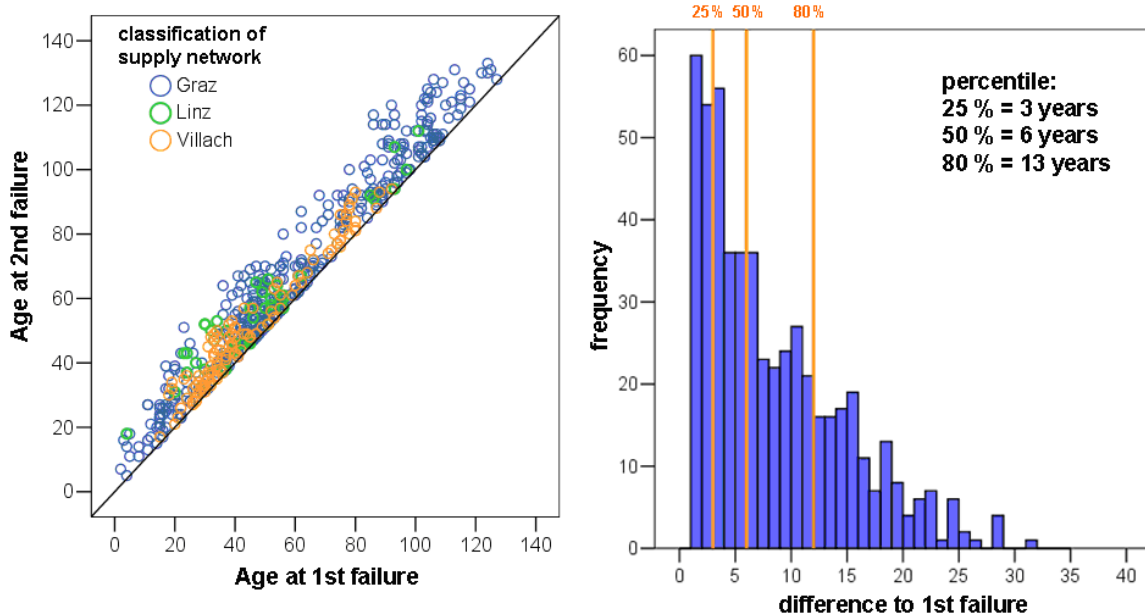 classification of
supply network
Graz
Linz
Villach
Age at 2nd failure
140
120
100
80
60
40
20
0
0 20 40 60 80 100 120 140
Age at 1st failure
25 % 50 % 80 %
percentile:
25 % = 3 years
50 % = 6 years
80 % = 13 years
frequency
60
50
40
30
20
10
0
0 5 10 15 20 25 30 35 40
difference to 1st failure